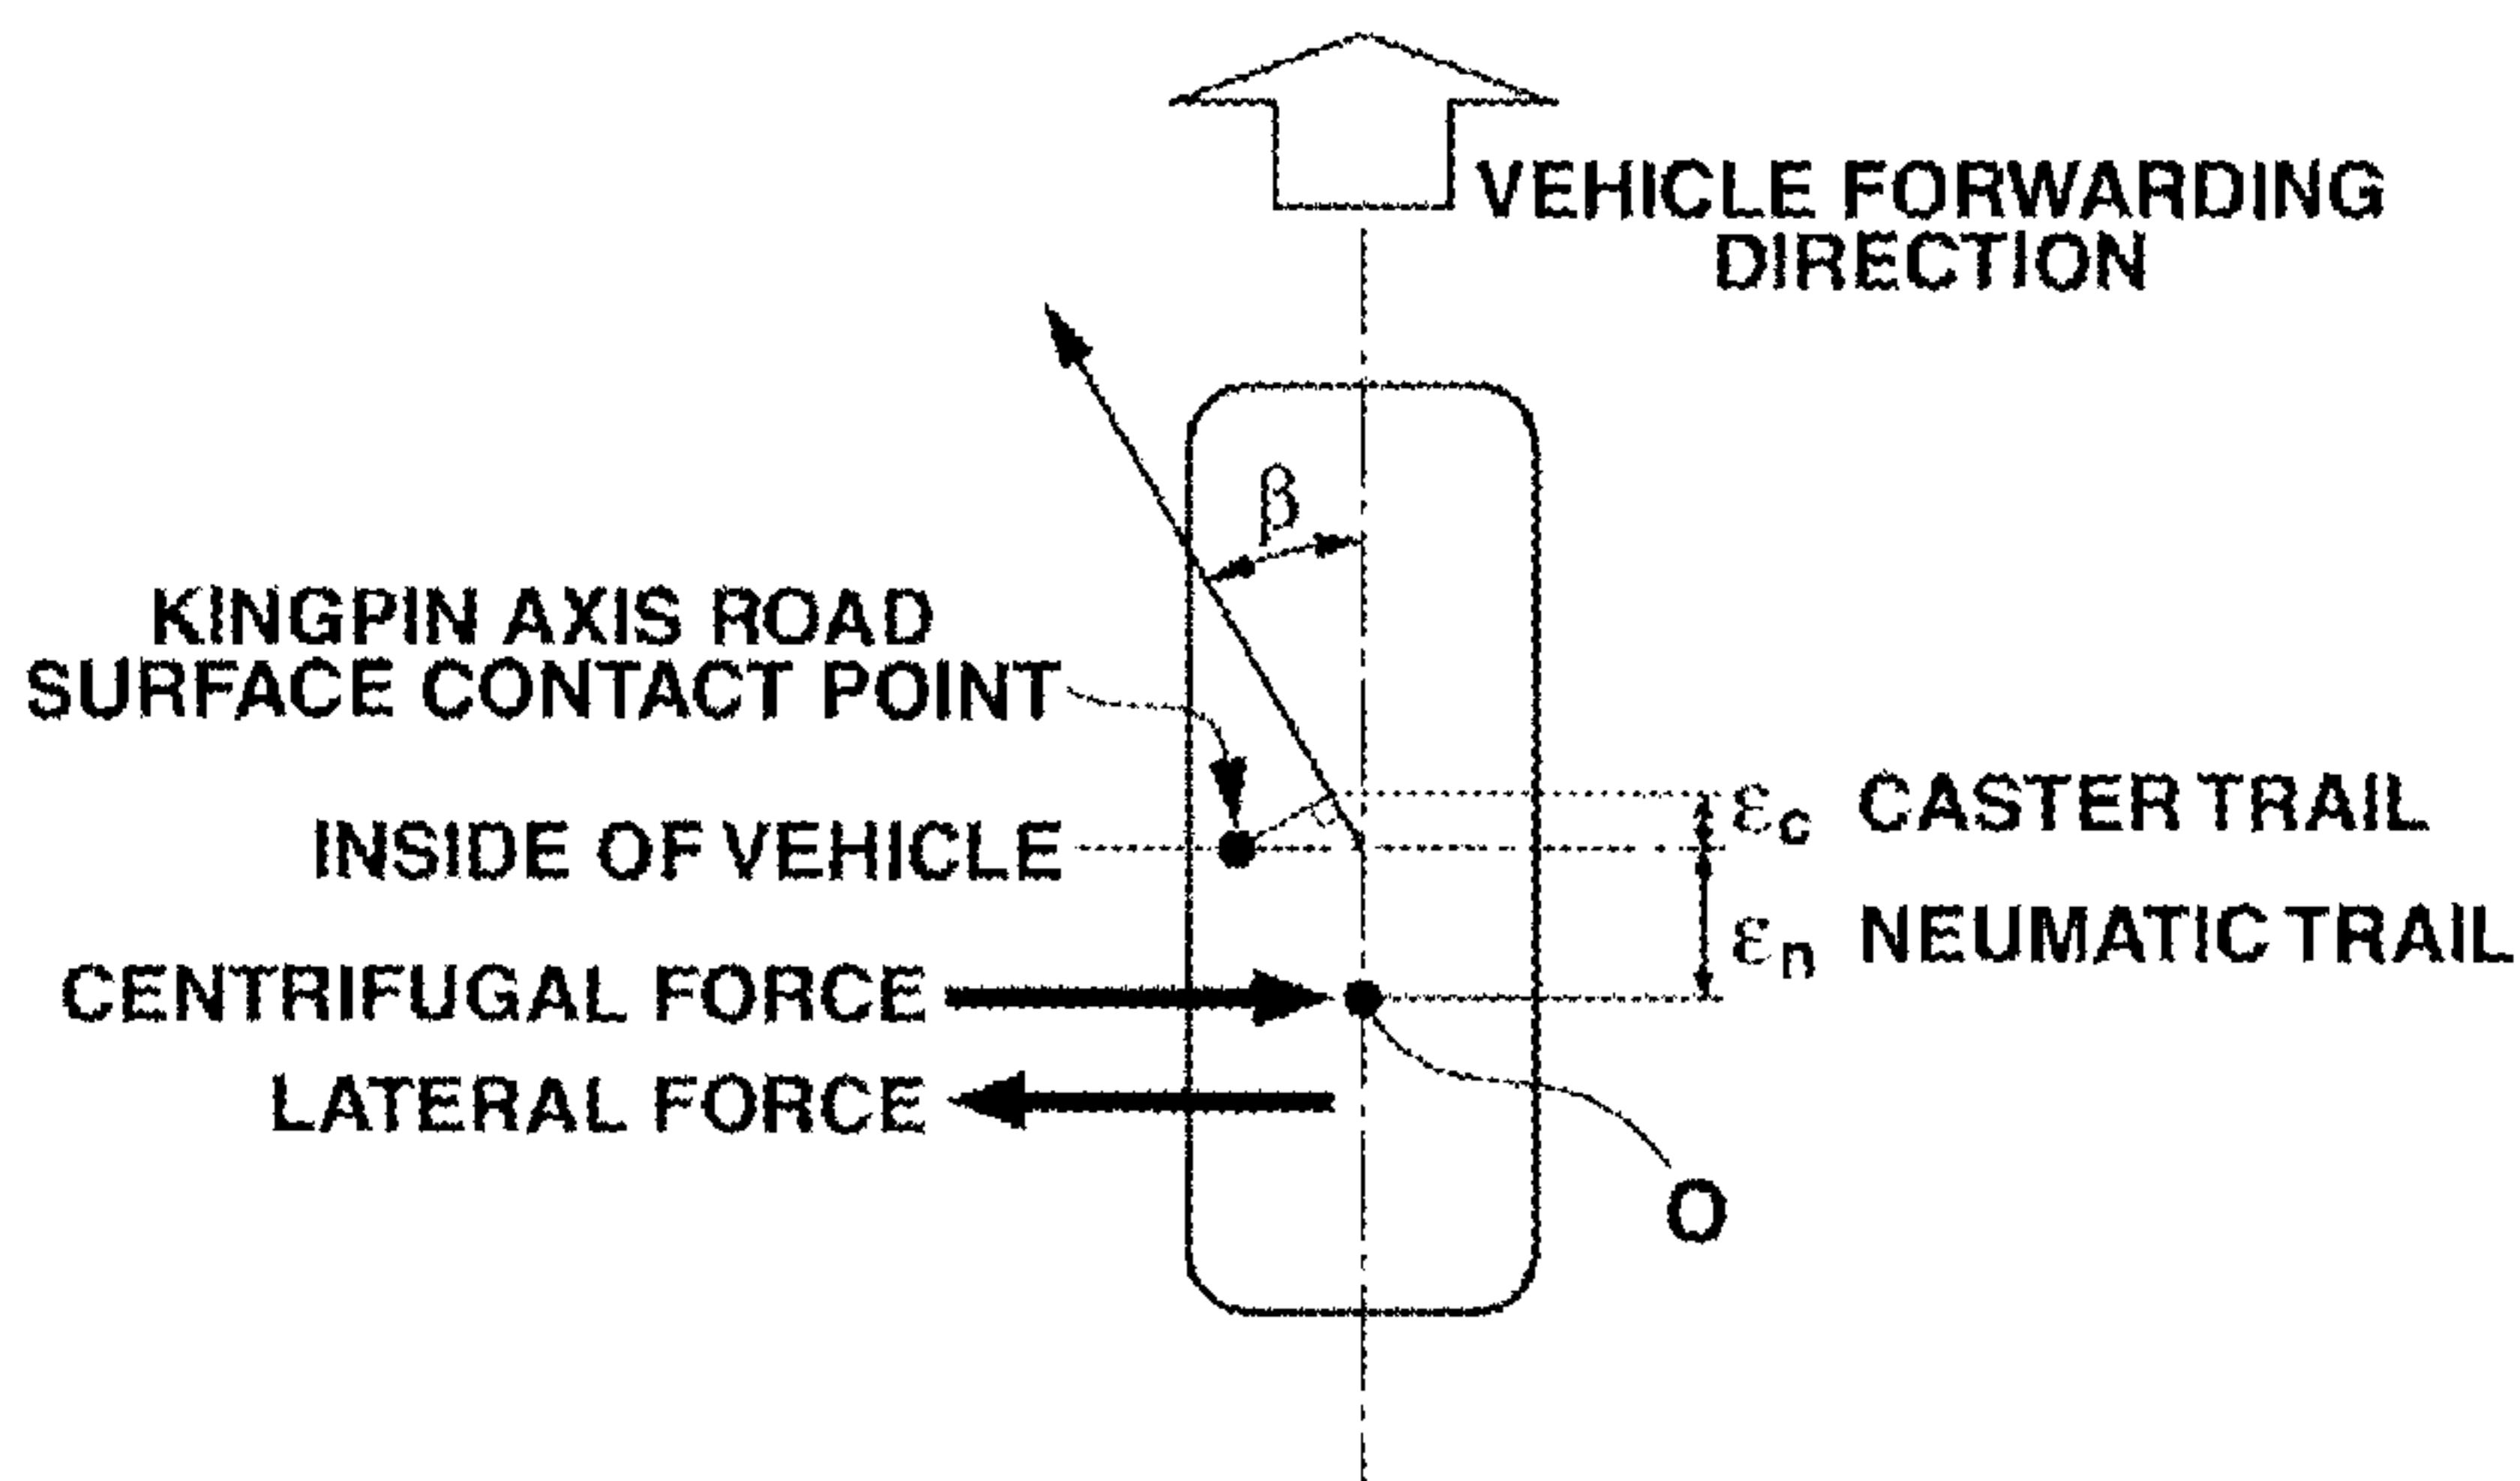 VEHICLE FORWARDING
DIRECTION
β
KINGPIN AXIS ROAD
SURFACE CONTACT POINT
εc CASTER TRAIL
INSIDE OF VEHICLE
εn NEUMATIC TRAIL
CENTRIFUGAL FORCE
LATERAL FORCE
O